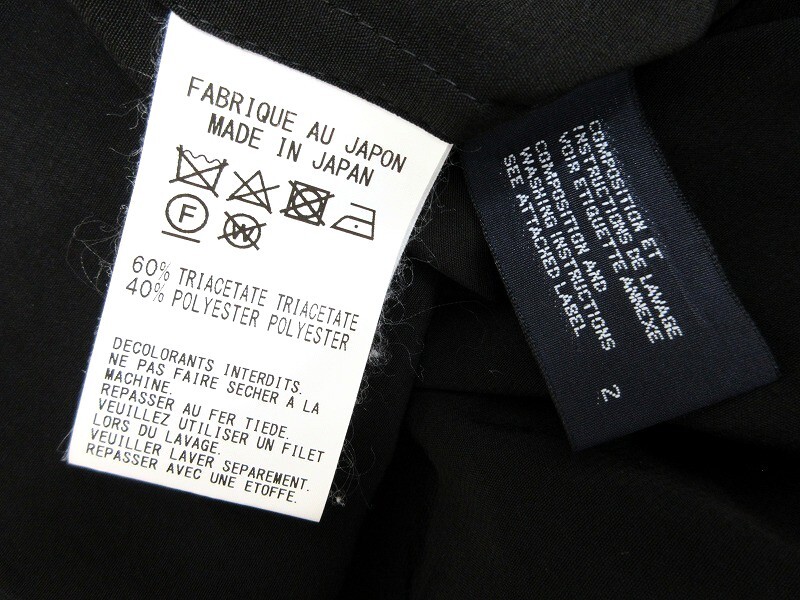 FABRIQUE AU JAPON
MADE IN JAPAN
F
W
60% TRIACETATE TRIACETATE
40% POLYESTER POLYESTER
DECOLORANTS INTERDITS.
NE PAS FAIRE SECHER A LA
MACHINE.
REPASSER AU FER TIEDE.
VEUILLEZ UTILISER UN FILET
LORS DU LAVAGE.
VEUILLER LAVER SEPAREMENT.
REPASSER AVEC UNE ETOFFE.
COMPOSITION ET
INSTRUCTIONS DE LAVAGE
VOIR ETIQUETTE ANNEXE
COMPOSITION AND
WASHING INSTRUCTIONS
SEE ATTACHED LABEL
2